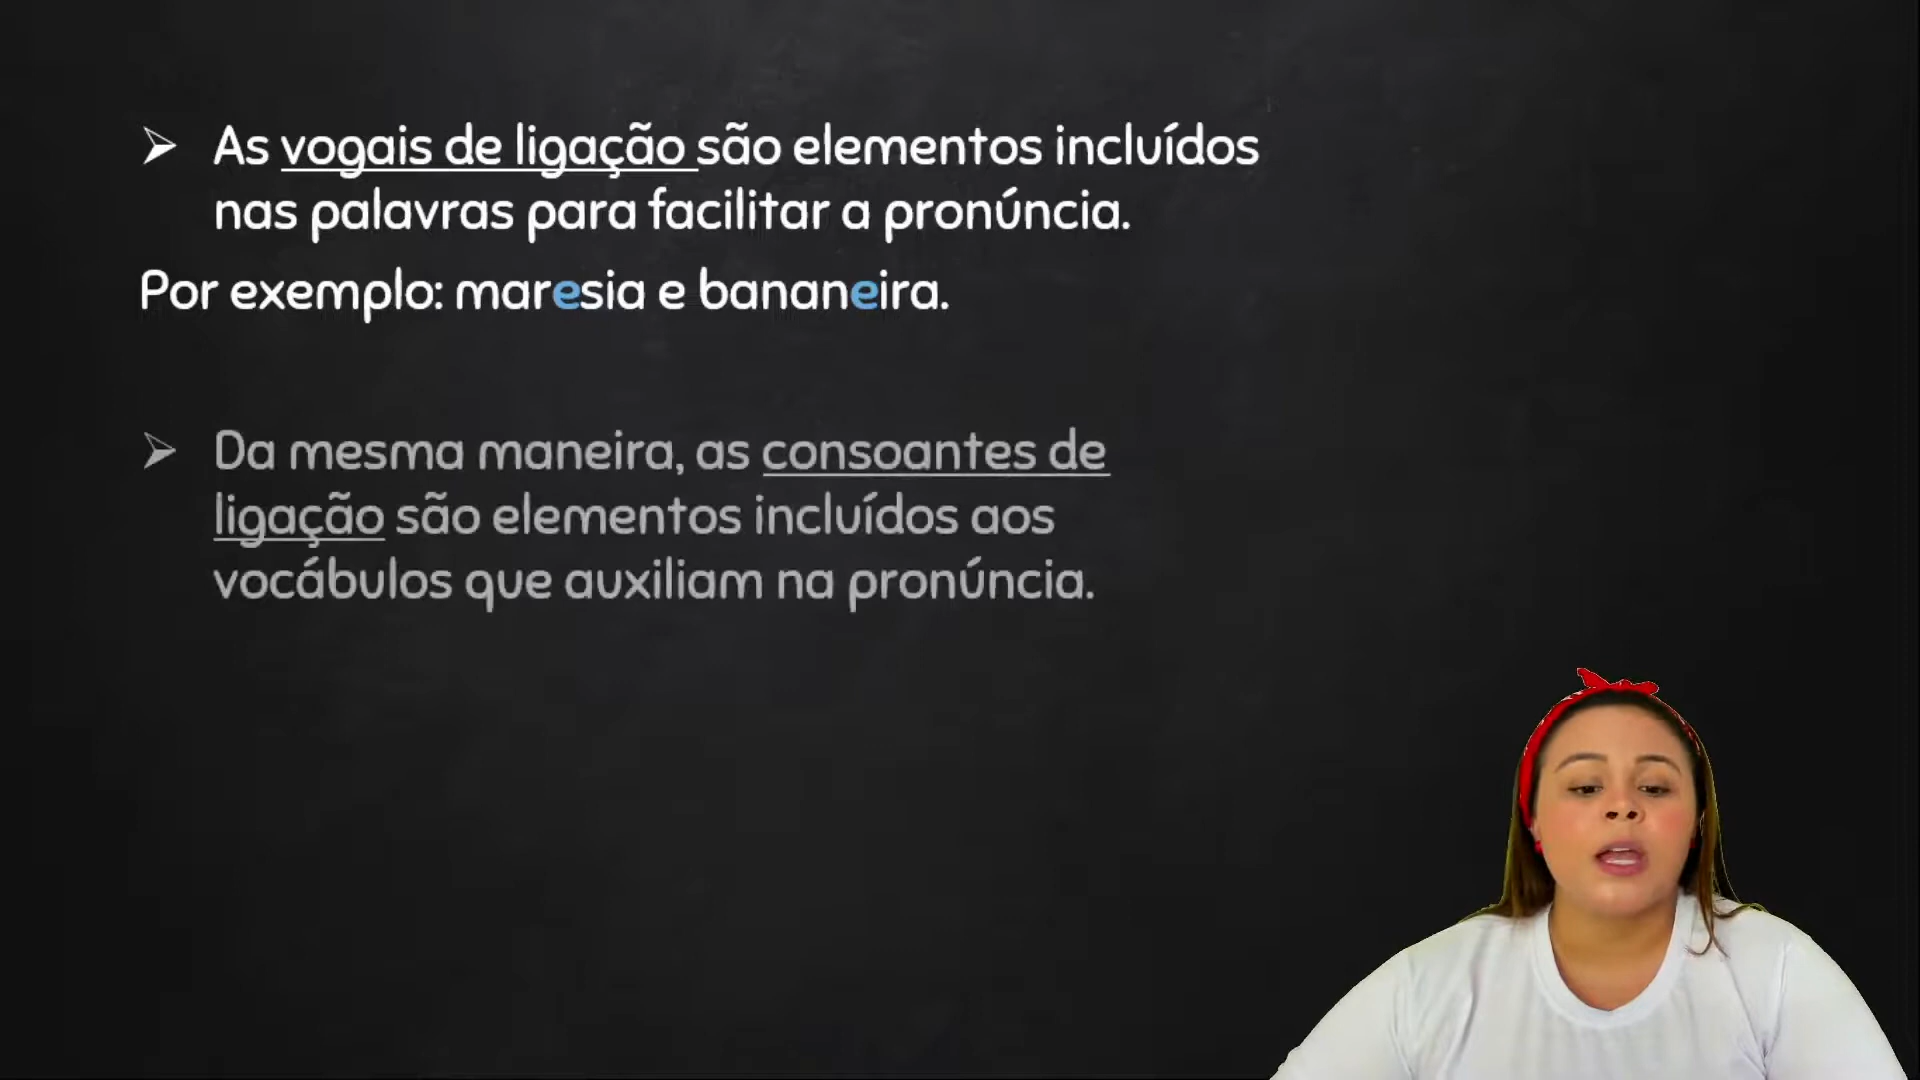 As vogais de ligação são elementos incluídos
nas palavras para facilitar a pronúncia.
Por exemplo: maresia e bananeira.
Da mesma maneira, as consoantes de
ligação são elementos incluídos aos
vocábulos que auxiliam na pronúncia.